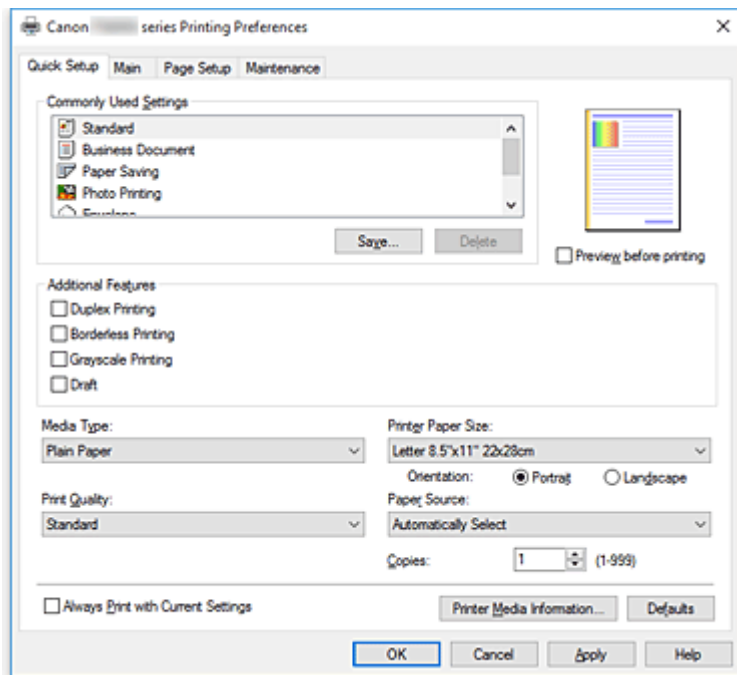 Canon series Printing Preferences
Quick Setup Main Page Setup Maintenance
Commonly Used Settings
Standard
Business Document
Paper Saving
Photo Printing
Save... Delete
Preview before printing
Additional Features
Duplex Printing
Borderless Printing
Grayscale Printing
Draft
Media Type: Printer Paper Size:
Plain Paper Letter 8.5"x11" 22x28cm
Orientation: Portrait Landscape
Print Quality: Paper Source:
Standard Automatically Select
Copies: 1 (1-999)
Always Print with Current Settings Printer Media Information... Defaults
OK Cancel Apply Help